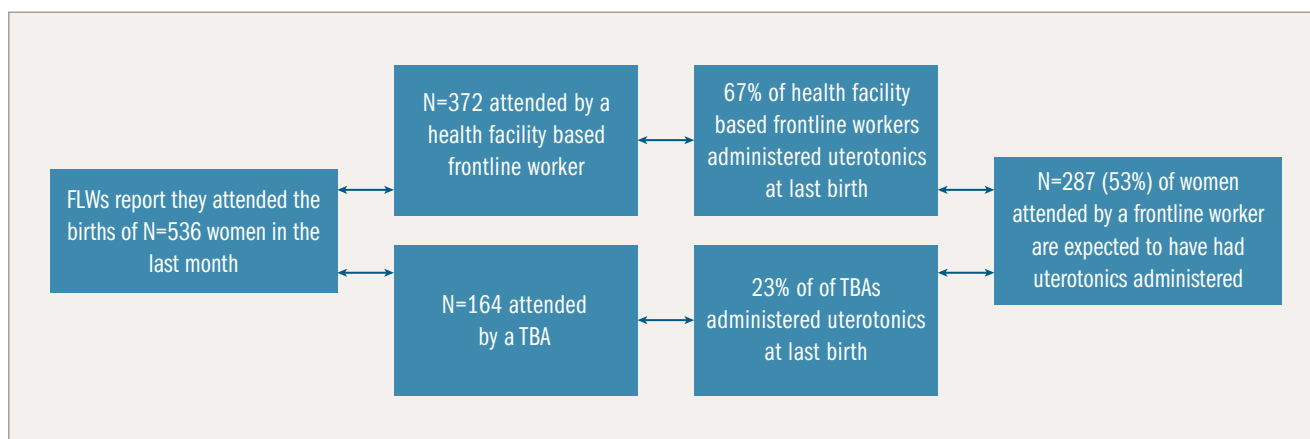 FLWs report they attended the
births of N=536 women in the
last month
N=372 attended by a
health facility based
frontline worker
67% of health facility
based frontline workers
administered uterotonics
at last birth
N=164 attended
by a TBA
23% of of TBAs
administered uterotonics
at last birth
N=287 (53%) of women
attended by a frontline worker
are expected to have had
uterotonics administered